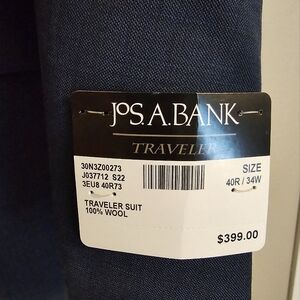 JOS.A.BANK
TRAVELER
30N3Z00273
J037712 S22
3EU8 40R73
SIZE
40R / 34W
TRAVELER SUIT
100% WOOL
$399.00